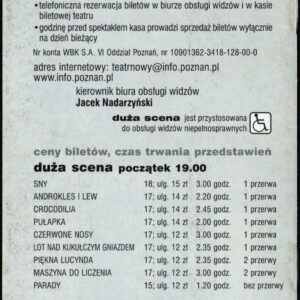 • telefoniczna rezerwacja biletów w biurze obsługi widzów i w kasie
biletowej teatru
• godzinę przed spektaklem kasa prowadzi sprzedaż biletów wyłącznie
na dzień bieżący
Nr konta WBK S.A. VI Oddział Poznań, nr 10901362-3418-128-00-0
adres internetowy: teatrnowy@info.poznan.pl
www.info.poznan.pl
kierownik biura obsługi widzów
Jacek Nadarzyński
duża scena jest przystosowana
do obsługi widzów niepełnosprawnych
ceny biletów, czas trwania przedstawień
duża scena początek 19.00
SNY 18; ulg. 15 zł 3.00 godz. 1 przerwa
ANDROKLES I LEW 17; ulg. 14 zł 2.00 godz. 1 przerwa
CROCODILIA 17; ulg. 14 zł 2.45 godz. 1 przerwa
PUŁAPKA 17; ulg. 14 zł 2.00 godz. 1 przerwa
CZERWONE NOSY 17; ulg. 12 zł 3.00 godz. 1 przerwa
LOT NAD KUKUŁCZYM GNIAZDEM 17; ulg. 12 zł 2.35 godz. 1 przerwa
PIĘKNA LUCYNDA 17; ulg. 12 zł 2.35 godz. 2 przerwy
MASZYNA DO LICZENIA 17; ulg. 12 zł 3.00 godz. 2 przerwy
PARADY 15; ulg. 12 zł 1.20 godz. bez przerwy